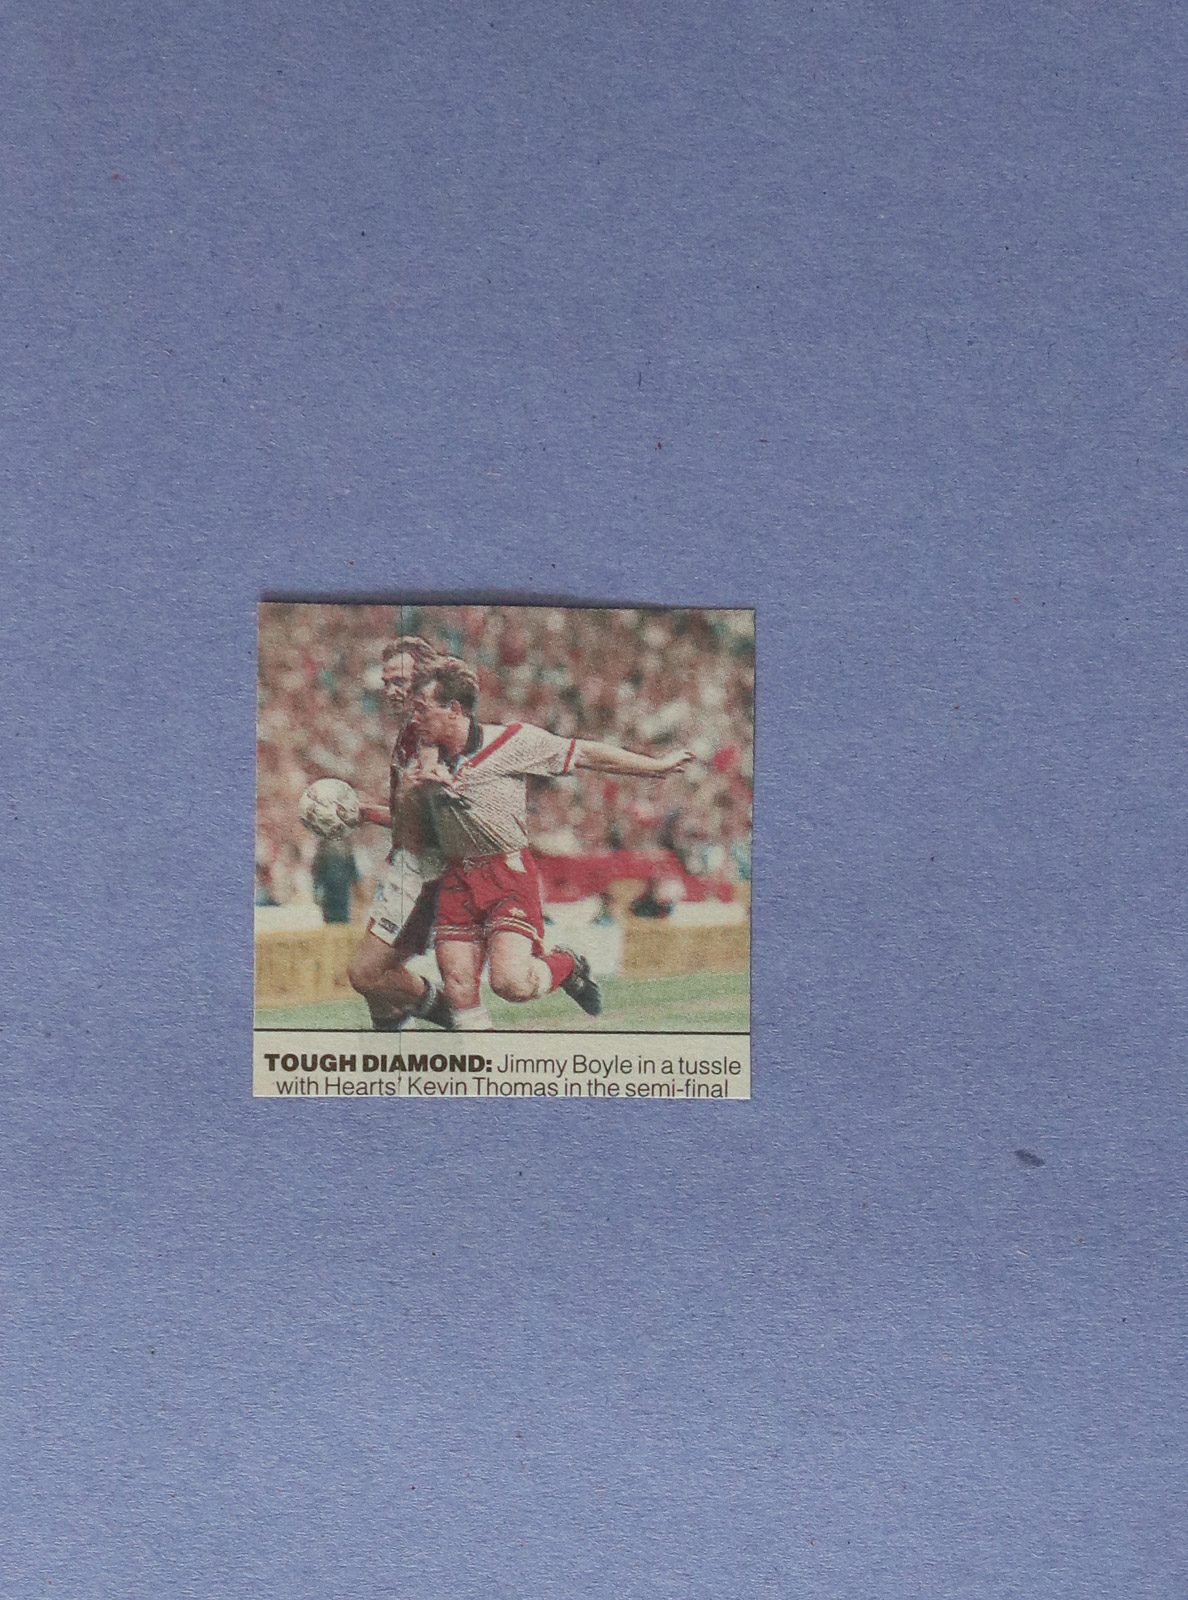 TOUGH DIAMOND: Jimmy Boyle in a tussle
with Hearts' Kevin Thomas in the semi-final